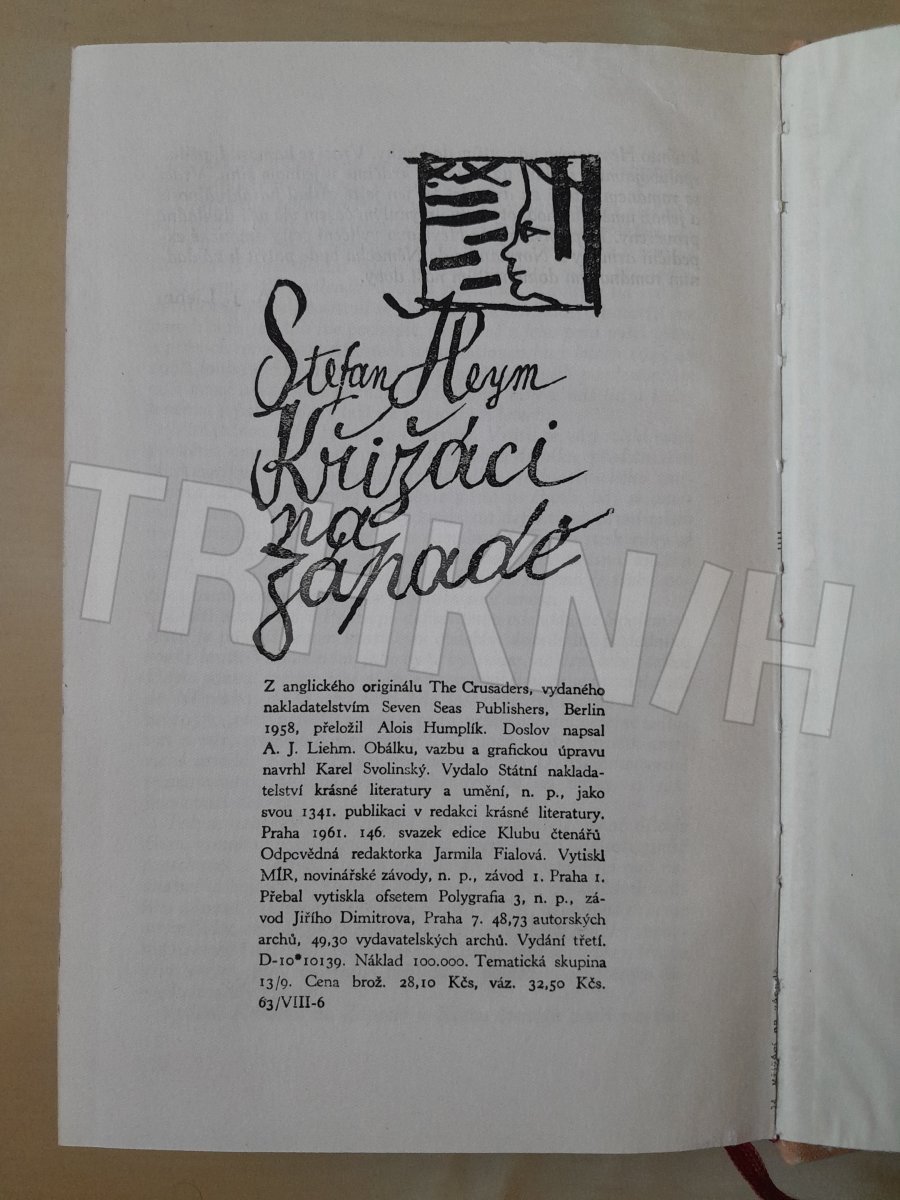 Stefan Heym
Křižáci
na
západě
Z anglického originálu The Crusaders, vydaného
nakladatelstvím Seven Seas Publishers, Berlin
1958, přeložil Alois Humplík. Doslov napsal
A. J. Liehm. Obálku, vazbu a grafickou úpravu
navrhl Karel Svolinský. Vydalo Státní naklada-
telství krásné literatury a umění, n. p., jako
svou 1341. publikaci v redakci krásné literatury.
Praha 1961. 146. svazek edice Klubu čtenářů
Odpovědná redaktorka Jarmila Fialová. Vytiskl
MÍR, novinářské závody, n. p., závod 1. Praha 1.
Přebal vytiskla ofsetem Polygrafia 3, n. p., zá-
vod Jiřího Dimitrova, Praha 7. 48,73 autorských
archů, 49,30 vydavatelských archů. Vydání třetí.
D-10*10139. Náklad 100.000. Tematická skupina
13/9. Cena brož. 28,10 Kčs, váz. 32,50 Kčs.
63/VIII-6
TRHKNIH